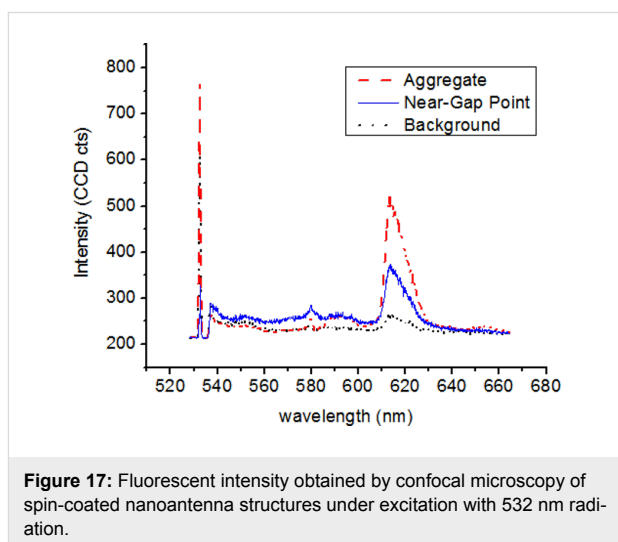 800
700
600
500
400
300
200
Intensity (CCD cts)
Aggregate
Near-Gap Point
Background
520 540 560 580 600 620 640 660 680
wavelength (nm)
Figure 17: Fluorescent intensity obtained by confocal microscopy of
spin-coated nanoantenna structures under excitation with 532 nm radi-
ation.